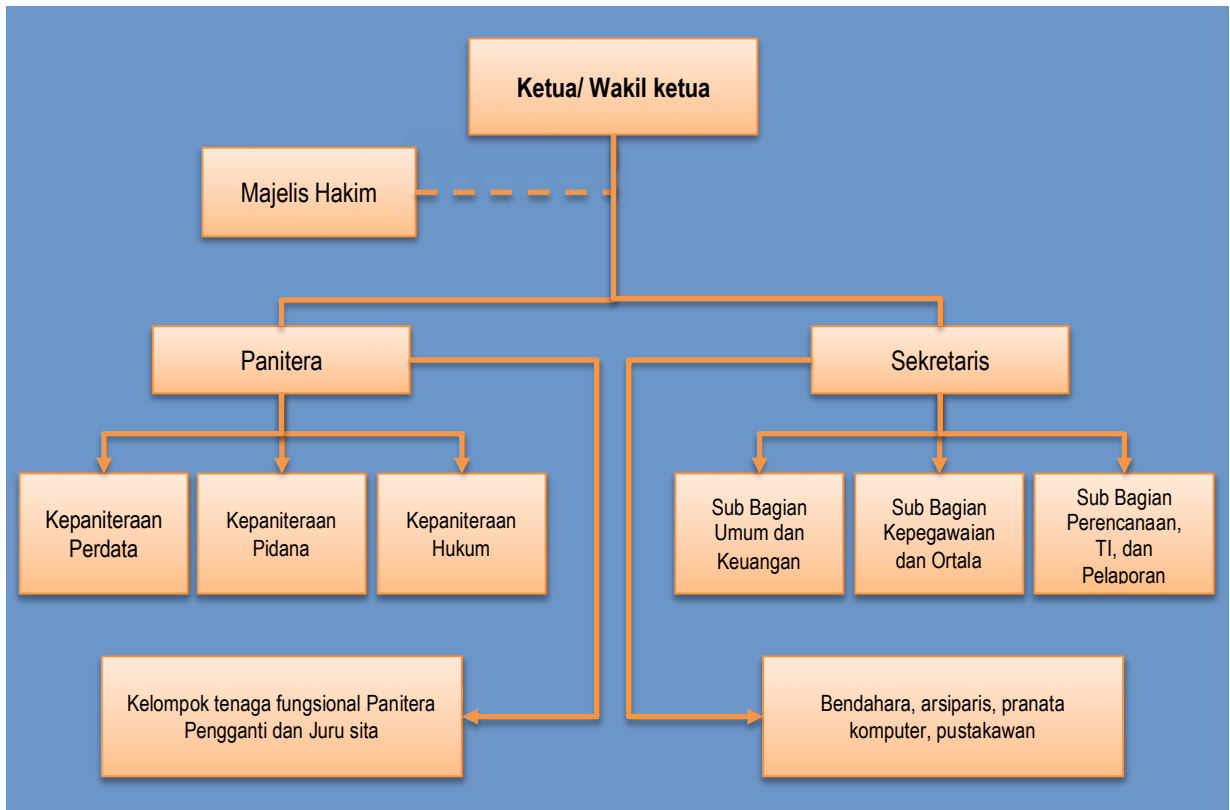 Ketua/ Wakil ketua
Majelis Hakim
Panitera
Sekretaris
Kepaniteraan
Perdata
Kepaniteraan
Pidana
Kepaniteraan
Hukum
Sub Bagian
Umum dan
Keuangan
Sub Bagian
Kepegawaian
dan Ortala
Sub Bagian
Perencanaan,
TI, dan
Pelaporan
Kelompok tenaga fungsional Panitera
Pengganti dan Juru sita
Bendahara, arsiparis, pranata
komputer, pustakawan